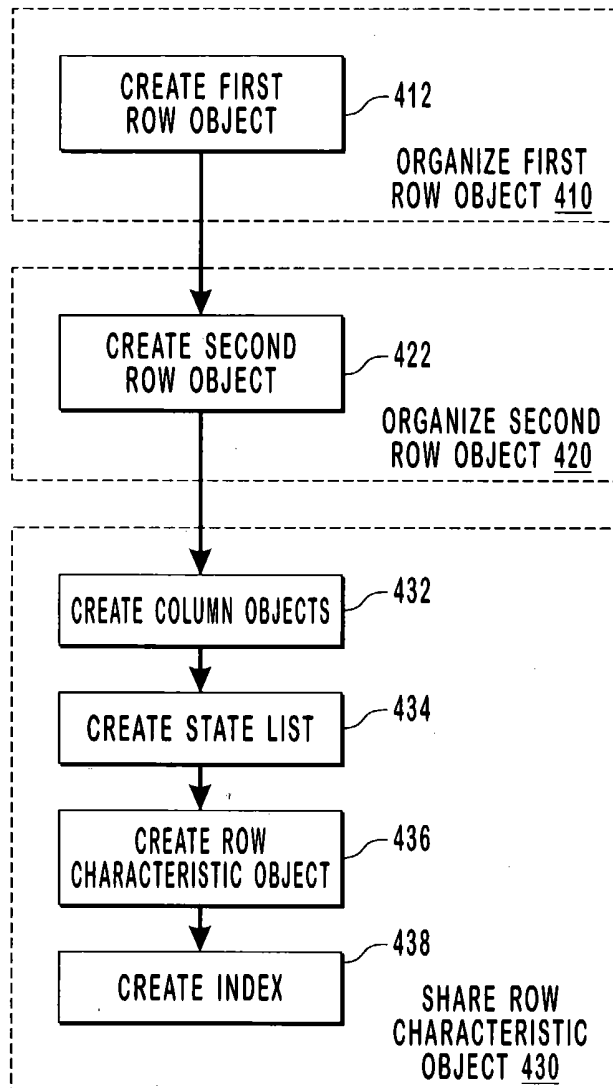 CREATE FIRST
ROW OBJECT
412
ORGANIZE FIRST
ROW OBJECT 410
CREATE SECOND
ROW OBJECT
422
ORGANIZE SECOND
ROW OBJECT 420
CREATE COLUMN OBJECTS
432
CREATE STATE LIST
434
CREATE ROW
CHARACTERISTIC OBJECT
436
CREATE INDEX
438
SHARE ROW
CHARACTERISTIC
OBJECT 430